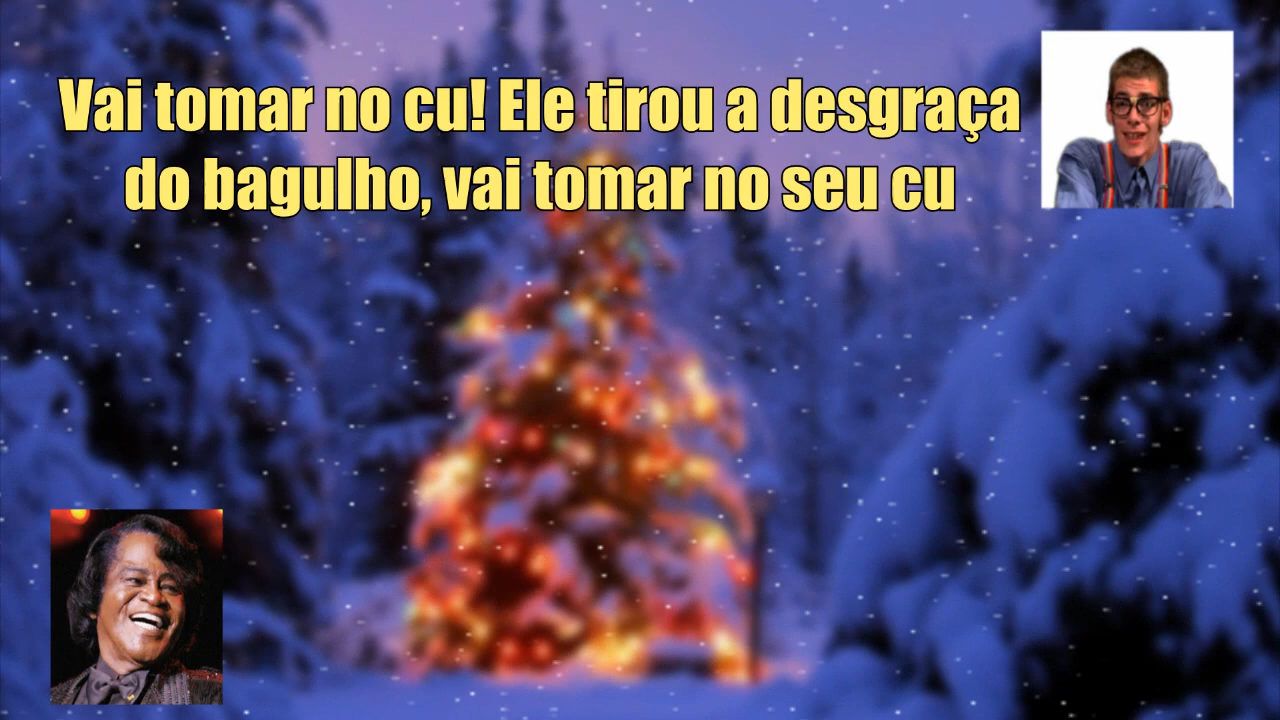 Vai tomar no cu! Ele tirou a desgraça
do bagulho, vai tomar no seu cu